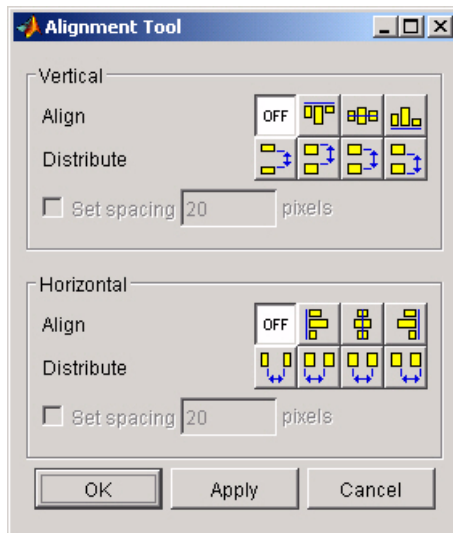 Alignment Tool
Vertical
Align OFF
Distribute
Set spacing 20 pixels
Horizontal
Align OFF
Distribute
Set spacing 20 pixels
OK Apply Cancel